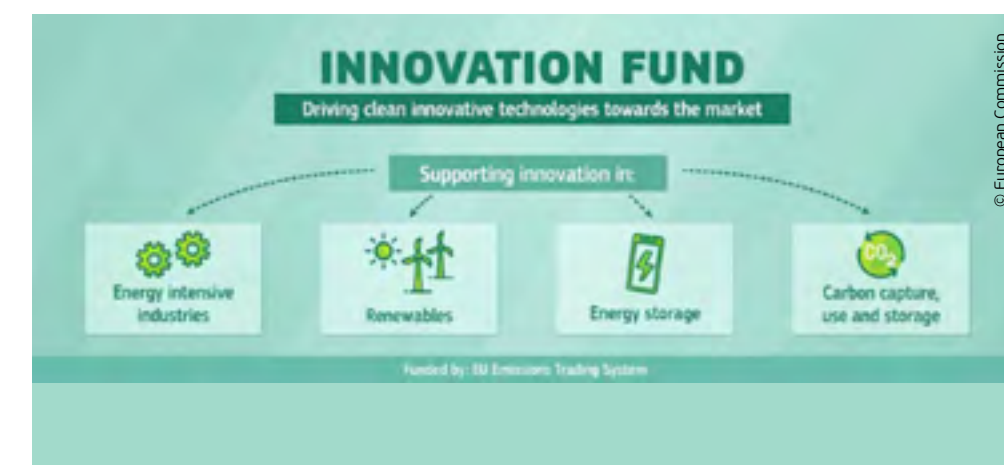 INNOVATION FUND
Driving clean innovative technologies towards the market
Supporting innovation in:
Energy intensive
industries
Renewables
Energy storage
CO2
Carbon capture,
use and storage
Funded by: EU Emissions Trading System
© European Commission